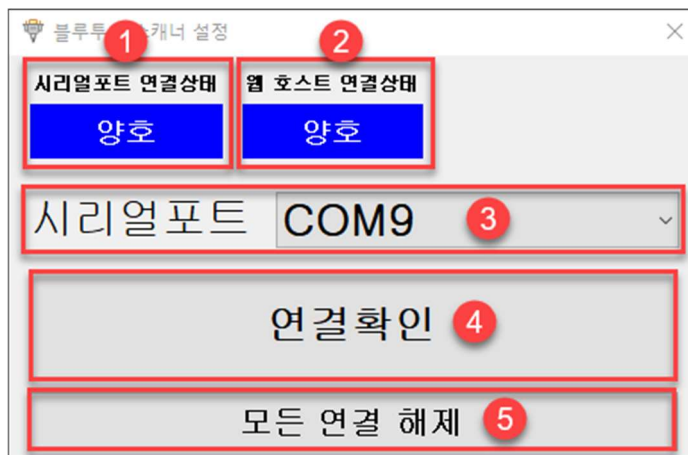 블루투 스캐너 설정
1
2
시리얼포트 연결상태
웹 호스트 연결상태
양호
양호
시리얼포트 COM9 3
연결확인 4
모든 연결 해제 5